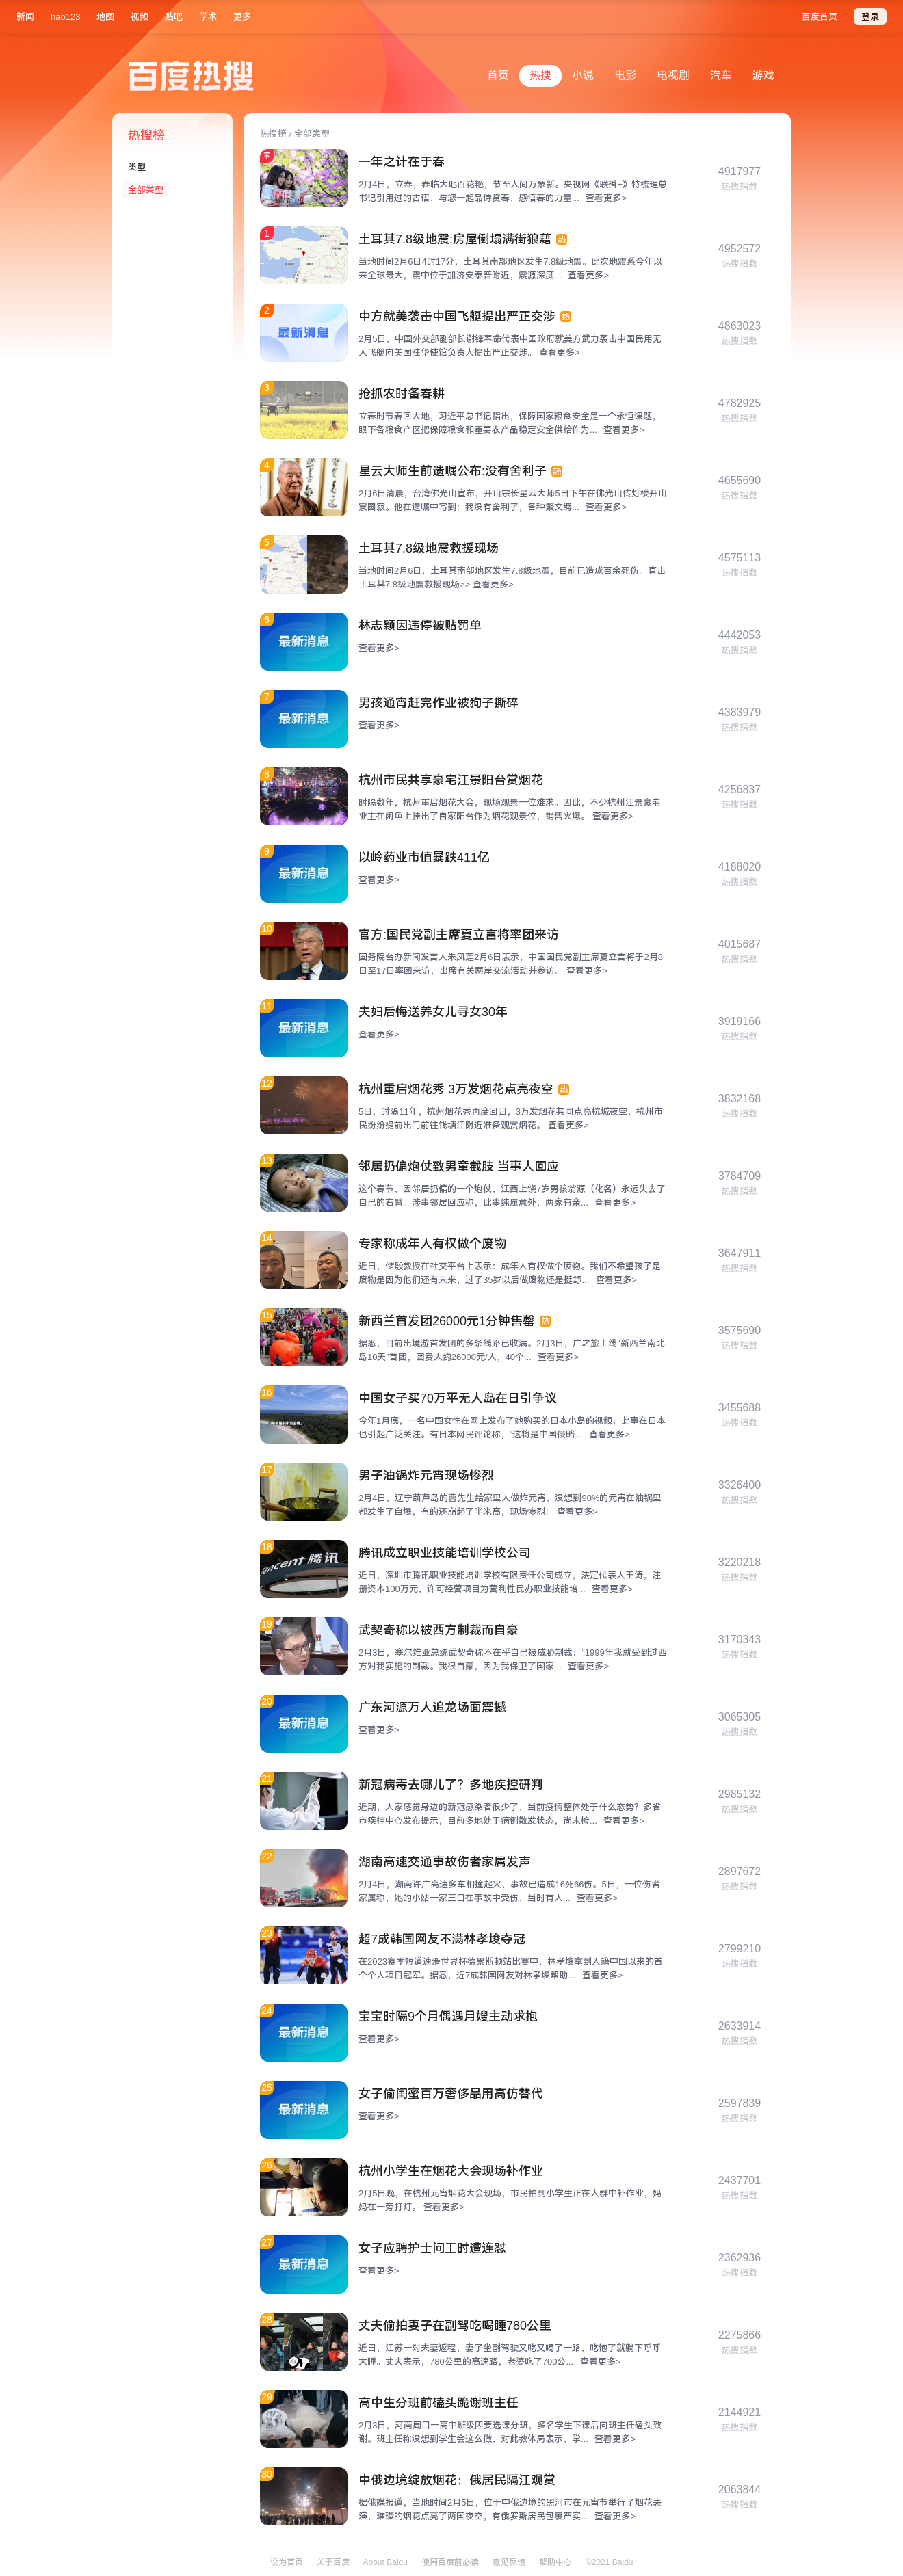 新闻 hao123 地图 视频 贴吧 学术 更多 百度首页 登录
百度热搜
首页 热搜 小说 电影 电视剧 汽车 游戏
热搜榜
类型
全部类型
热搜榜 / 全部类型
一年之计在于春
2月4日，立春，春临大地百花艳，节至人间万象新。央视网《联播+》特梳理总
书记引用过的古语，与您一起品诗赏春，感悟春的力量... 查看更多>
4917977
热搜指数
1
土耳其7.8级地震:房屋倒塌满街狼藉 热
当地时间2月6日4时17分，土耳其南部地区发生7.8级地震。此次地震系今年以
来全球最大，震中位于加济安泰普附近，震源深度... 查看更多>
4952572
热搜指数
2
最新消息
中方就美袭击中国飞艇提出严正交涉 热
2月5日，中国外交部副部长谢锋奉命代表中国政府就美方武力袭击中国民用无
人飞艇向美国驻华使馆负责人提出严正交涉。 查看更多>
4863023
热搜指数
3
抢抓农时备春耕
立春时节春回大地，习近平总书记指出，保障国家粮食安全是一个永恒课题，
眼下各粮食产区把保障粮食和重要农产品稳定安全供给作为... 查看更多>
4782925
热搜指数
4
星云大师生前遗嘱公布:没有舍利子 热
2月6日清晨，台湾佛光山宣布，开山宗长星云大师5日下午在佛光山传灯楼开山
寮圆寂。他在遗嘱中写到：我没有舍利子，各种繁文缛... 查看更多>
4655690
热搜指数
5
土耳其7.8级地震救援现场
当地时间2月6日，土耳其南部地区发生7.8级地震，目前已造成百余死伤。直击
土耳其7.8级地震救援现场>> 查看更多>
4575113
热搜指数
6
最新消息
林志颖因违停被贴罚单
查看更多>
4442053
热搜指数
7
最新消息
男孩通宵赶完作业被狗子撕碎
查看更多>
4383979
热搜指数
8
杭州市民共享豪宅江景阳台赏烟花
时隔数年，杭州重启烟花大会，现场观景一位难求。因此，不少杭州江景豪宅
业主在闲鱼上挂出了自家阳台作为烟花观景位，销售火爆。 查看更多>
4256837
热搜指数
9
最新消息
以岭药业市值暴跌411亿
查看更多>
4188020
热搜指数
10
官方:国民党副主席夏立言将率团来访
国务院台办新闻发言人朱凤莲2月6日表示，中国国民党副主席夏立言将于2月8
日至17日率团来访，出席有关两岸交流活动并参访。 查看更多>
4015687
热搜指数
11
最新消息
夫妇后悔送养女儿寻女30年
查看更多>
3919166
热搜指数
12
杭州重启烟花秀 3万发烟花点亮夜空 热
5日，时隔11年，杭州烟花秀再度回归，3万发烟花共同点亮杭城夜空，杭州市
民纷纷提前出门前往钱塘江附近准备观赏烟花。 查看更多>
3832168
热搜指数
13
邻居扔偏炮仗致男童截肢 当事人回应
这个春节，因邻居扔偏的一个炮仗，江西上饶7岁男孩翁源（化名）永远失去了
自己的右臂。涉事邻居回应称，此事纯属意外，两家有亲... 查看更多>
3784709
热搜指数
14
专家称成年人有权做个废物
近日，储殷教授在社交平台上表示：成年人有权做个废物。我们不希望孩子是
废物是因为他们还有未来，过了35岁以后做废物还是挺舒... 查看更多>
3647911
热搜指数
15
新西兰首发团26000元1分钟售罄 热
据悉，目前出境游首发团的多条线路已收满。2月3日，广之旅上线“新西兰南北
岛10天”首团，团费大约26000元/人，40个... 查看更多>
3575690
热搜指数
16
中国女子买70万平无人岛在日引争议
今年1月底，一名中国女性在网上发布了她购买的日本小岛的视频，此事在日本
也引起广泛关注。有日本网民评论称，“这将是中国侵略... 查看更多>
3455688
热搜指数
17
男子油锅炸元宵现场惨烈
2月4日，辽宁葫芦岛的曹先生给家里人做炸元宵，没想到90%的元宵在油锅里
都发生了自爆，有的还崩起了半米高，现场惨烈！ 查看更多>
3326400
热搜指数
18
Tencent 腾讯
腾讯成立职业技能培训学校公司
近日，深圳市腾讯职业技能培训学校有限责任公司成立，法定代表人王涛，注
册资本100万元，许可经营项目为营利性民办职业技能培... 查看更多>
3220218
热搜指数
19
武契奇称以被西方制裁而自豪
2月3日，塞尔维亚总统武契奇称不在乎自己被威胁制裁：“1999年我就受到过西
方对我实施的制裁。我很自豪，因为我保卫了国家... 查看更多>
3170343
热搜指数
20
最新消息
广东河源万人追龙场面震撼
查看更多>
3065305
热搜指数
21
新冠病毒去哪儿了？多地疾控研判
近期，大家感觉身边的新冠感染者很少了，当前疫情整体处于什么态势？多省
市疾控中心发布提示，目前多地处于病例散发状态，尚未检... 查看更多>
2985132
热搜指数
22
湖南高速交通事故伤者家属发声
2月4日，湖南许广高速多车相撞起火，事故已造成16死66伤。5日，一位伤者
家属称，她的小姑一家三口在事故中受伤，当时有人... 查看更多>
2897672
热搜指数
23
超7成韩国网友不满林孝埈夺冠
在2023赛季短道速滑世界杯德累斯顿站比赛中，林孝埈拿到入籍中国以来的首
个个人项目冠军。据悉，近7成韩国网友对林孝埈帮助... 查看更多>
2799210
热搜指数
24
最新消息
宝宝时隔9个月偶遇月嫂主动求抱
查看更多>
2633914
热搜指数
25
最新消息
女子偷闺蜜百万奢侈品用高仿替代
查看更多>
2597839
热搜指数
26
杭州小学生在烟花大会现场补作业
2月5日晚，在杭州元宵烟花大会现场，市民拍到小学生正在人群中补作业，妈
妈在一旁打灯。 查看更多>
2437701
热搜指数
27
最新消息
女子应聘护士问工时遭连怼
查看更多>
2362936
热搜指数
28
丈夫偷拍妻子在副驾吃喝睡780公里
近日，江苏一对夫妻返程，妻子坐副驾驶又吃又喝了一路，吃饱了就躺下呼呼
大睡。丈夫表示，780公里的高速路，老婆吃了700公... 查看更多>
2275866
热搜指数
29
高中生分班前磕头跪谢班主任
2月3日，河南周口一高中班级因要选课分班，多名学生下课后向班主任磕头致
谢。班主任称没想到学生会这么做，对此教体局表示，学... 查看更多>
2144921
热搜指数
30
中俄边境绽放烟花：俄居民隔江观赏
据俄媒报道，当地时间2月5日，位于中俄边境的黑河市在元宵节举行了烟花表
演，璀璨的烟花点亮了两国夜空，有俄罗斯居民包裹严实... 查看更多>
2063844
热搜指数
设为首页 关于百度 About Baidu 使用百度前必读 意见反馈 帮助中心 ©2021 Baidu